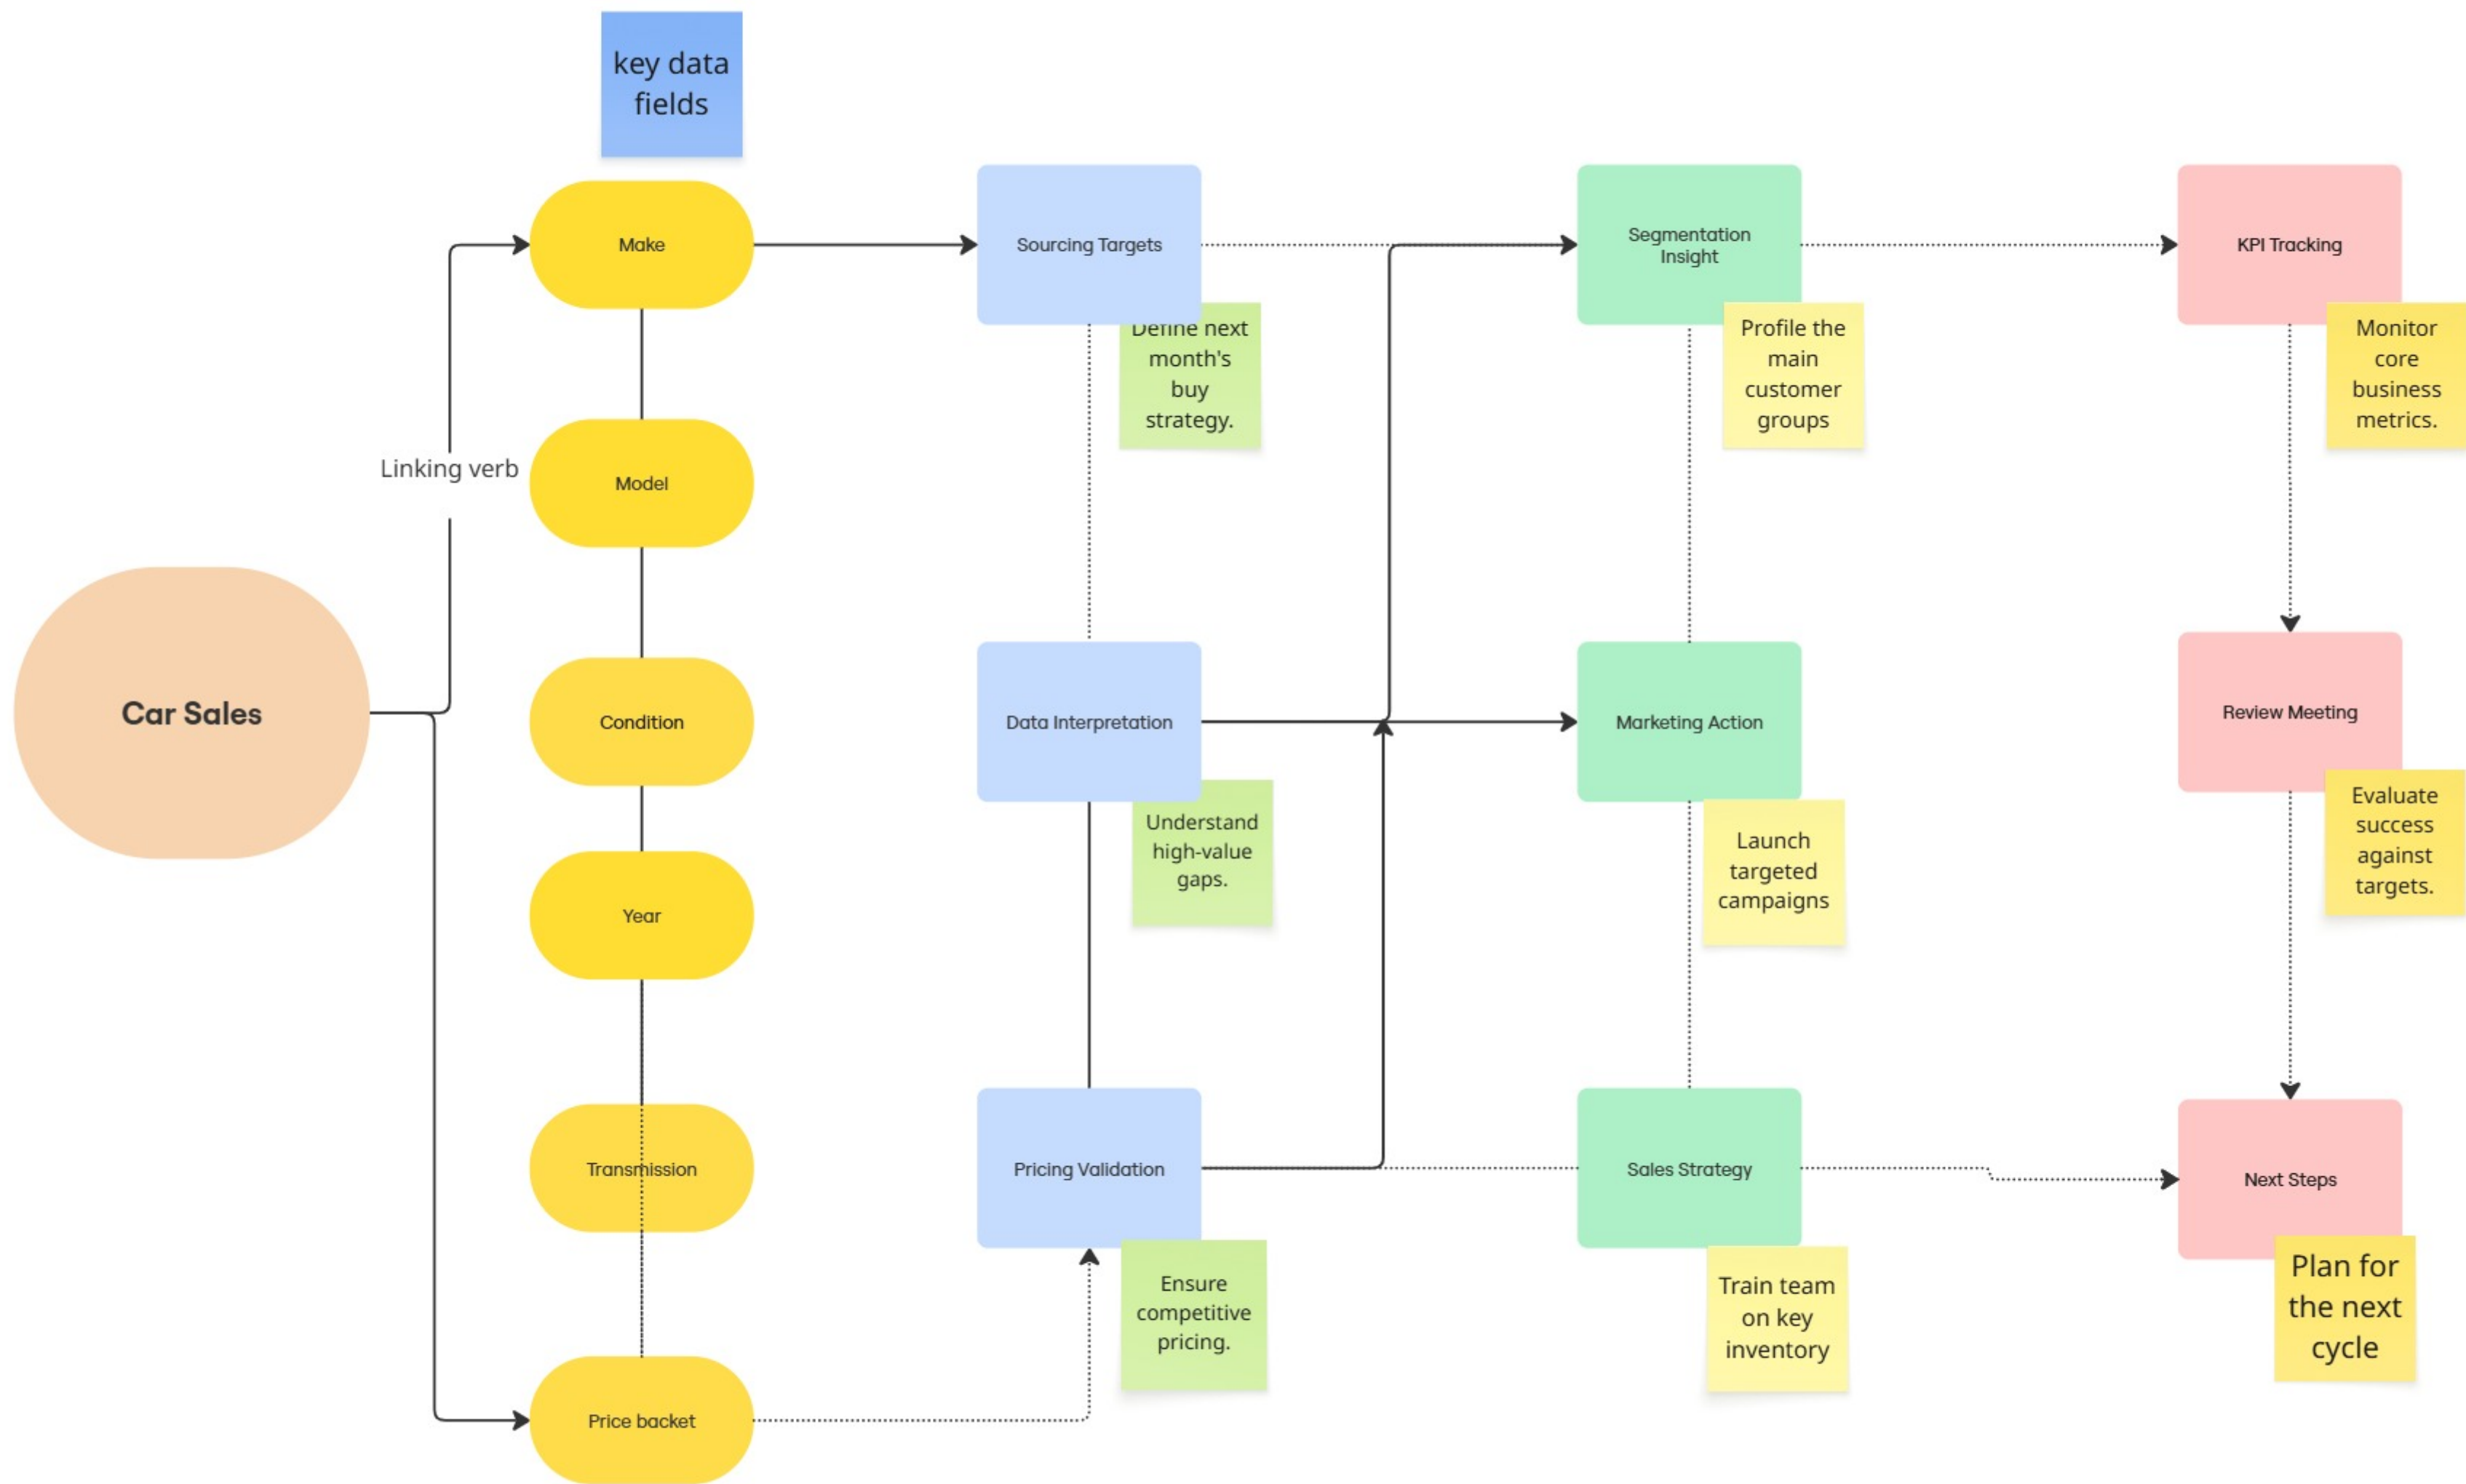 key data
fields
Make
Sourcing Targets
Segmentation
Insight
KPI Tracking
Define next
month's
buy
strategy.
Profile the
main
customer
groups
Monitor
core
business
metrics.
Linking verb
Model
Car Sales
Condition
Data Interpretation
Marketing Action
Review Meeting
Understand
high-value
gaps.
Launch
targeted
campaigns
Evaluate
success
against
targets.
Year
Transmission
Pricing Validation
Sales Strategy
Next Steps
Ensure
competitive
pricing.
Train team
on key
inventory
Plan for
the next
cycle
Price backet